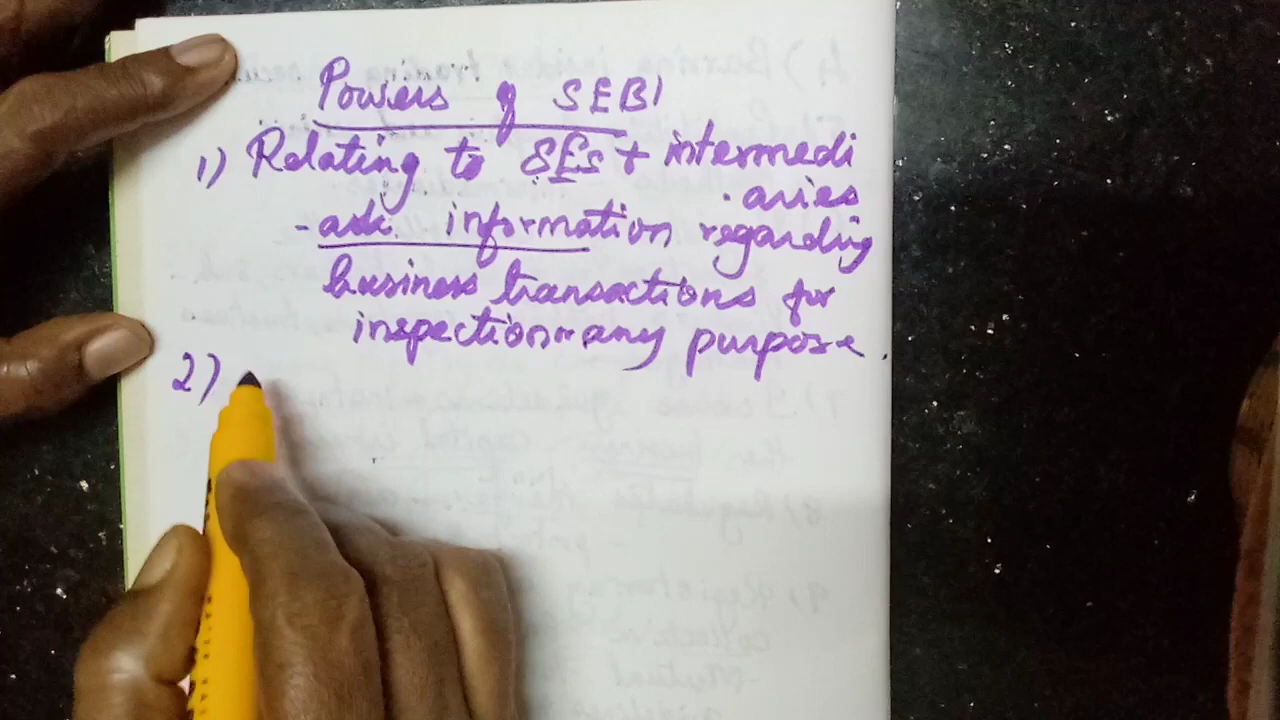 Powers of SEBI
1) Relating to SEs + intermedi
aries
- ask information regarding
business transactions for
inspection or any purpose.
2)